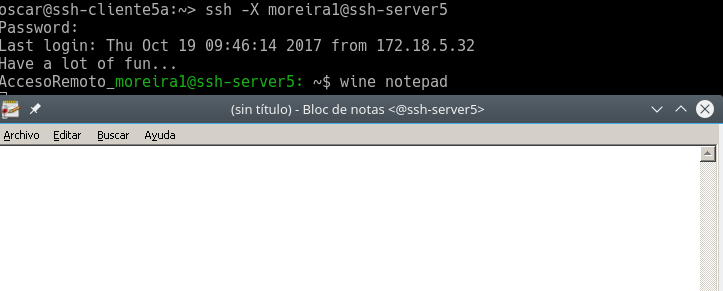 oscar@ssh-cliente5a:~> ssh -X moreira1@ssh-server5
Password:
Last login: Thu Oct 19 09:46:14 2017 from 172.18.5.32
Have a lot of fun...
AccesoRemoto_moreira1@ssh-server5: ~$ wine notepad
(sin título) - Bloc de notas <@ssh-server5>
Archivo Editar Buscar Ayuda